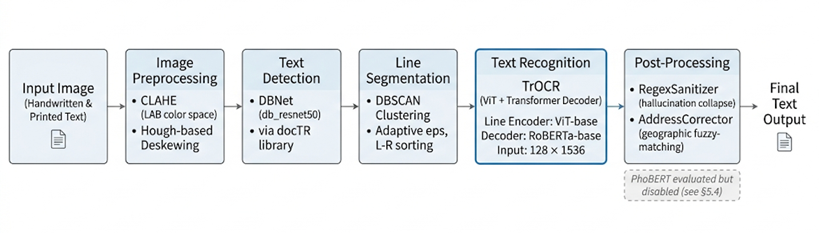 Input Image
(Handwritten &
Printed Text)
Image
Preprocessing
• CLAHE
(LAB color space)
• Hough-based
Deskewing
Text
Detection
• DBNet
(db_resnet50)
• via docTR
library
Line
Segmentation
• DBSCAN
Clustering
• Adaptive eps,
L-R sorting
Text Recognition
TrOCR
(ViT + Transformer Decoder)
Line Encoder: ViT-base
Decoder: RoBERTa-base
Input: 128 × 1536
Post-Processing
• RegexSanitizer
(hallucination collapse)
• AddressCorrector
(geographic fuzzy-
matching)
PhoBERT evaluated but
disabled (see §5.4)
Final
Text
Output